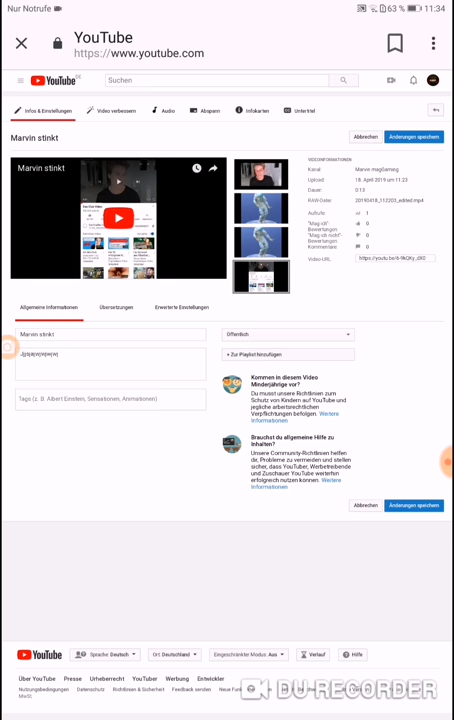 Nur Notrufe 63 % 11:34
YouTube
https://www.youtube.com
YouTube DE Suchen
Infos & Einstellungen Video verbessern Audio Abspann Infokarten Untertitel
Marvin stinkt Abbrechen Änderungen speichern
Marvin stinkt
VIDEOINFORMATIONEN
Kanal: Marvin magGaming
Upload: 18. April 2019 um 11:23
Dauer: 0:13
RAW-Datei: 20190418_112203_edited.mp4
Aufrufe: 1
"Mag ich"-Bewertungen: 0
"Mag ich nicht"-Bewertungen: 0
Kommentare: 0
Video-URL:
Allgemeine Informationen Übersetzungen Erweiterte Einstellungen
Marvin stinkt
Öffentlich
+ Zur Playlist hinzufügen
Tags (z. B. Albert Einstein, Sensationen, Animationen)
Kommen in diesem Video
Minderjährige vor?
Du musst unsere Richtlinien zum
Schutz von Kindern auf YouTube und
jegliche arbeitsrechtlichen
Verpflichtungen befolgen. Weitere
Informationen
Brauchst du allgemeine Hilfe zu
Inhalten?
Unsere Community-Richtlinien helfen
dir, Probleme zu vermeiden und stellen
sicher, dass YouTuber, Werbetreibende
und Zuschauer YouTube weiterhin
erfolgreich nutzen können. Weitere
Informationen
Abbrechen Änderungen speichern
YouTube Sprache: Deutsch Ort: Deutschland Eingeschränkter Modus: Aus Verlauf Hilfe
Über YouTube Presse Urheberrecht YouTuber Werbung Entwickler
Nutzungsbedingungen Datenschutz Richtlinien & Sicherheit Feedback senden
MwSt.
DU RECORDER